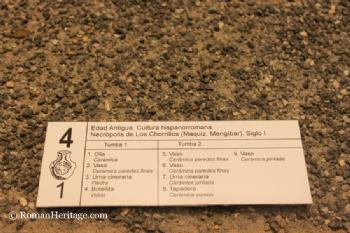 4
1
Edad Antigua. Cultura hispanorromana
Necrópolis de Los Chorrillos (Maquiz, Mengíbar). Siglo I
Tumba 1
1. Olla
Cerámica
2. Vaso
Cerámica paredes finas
3. Urna cineraria
Piedra
4. Botellita
Vidrio
Tumba 2
5. Vaso
Cerámica paredes finas
6. Vaso
Cerámica paredes finas
7. Urna cineraria
Cerámica pintada
8. Tapadera
Cerámica común
9. Vaso
Cerámica pintada
© RomanHeritage.com